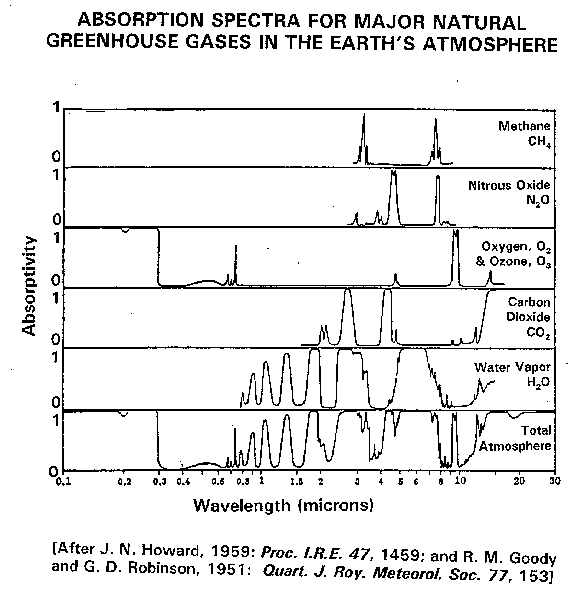 ABSORPTION SPECTRA FOR MAJOR NATURAL
GREENHOUSE GASES IN THE EARTH'S ATMOSPHERE
1
Methane
CH₄
0
1
Nitrous Oxide
N₂O
0
1
Oxygen, O₂
& Ozone, O₃
0
1
Carbon
Dioxide
CO₂
0
1
Water Vapor
H₂O
0
1
Total
Atmosphere
0
Absorptivity
0.1 0.2 0.3 0.4 0.6 0.8 1 1.5 2 3 4 5 6 8 10 20 30
Wavelength (microns)
[After J. N. Howard, 1959: Proc. I.R.E. 47, 1459; and R. M. Goody
and G. D. Robinson, 1951: Quart. J. Roy. Meteorol. Soc. 77, 153]